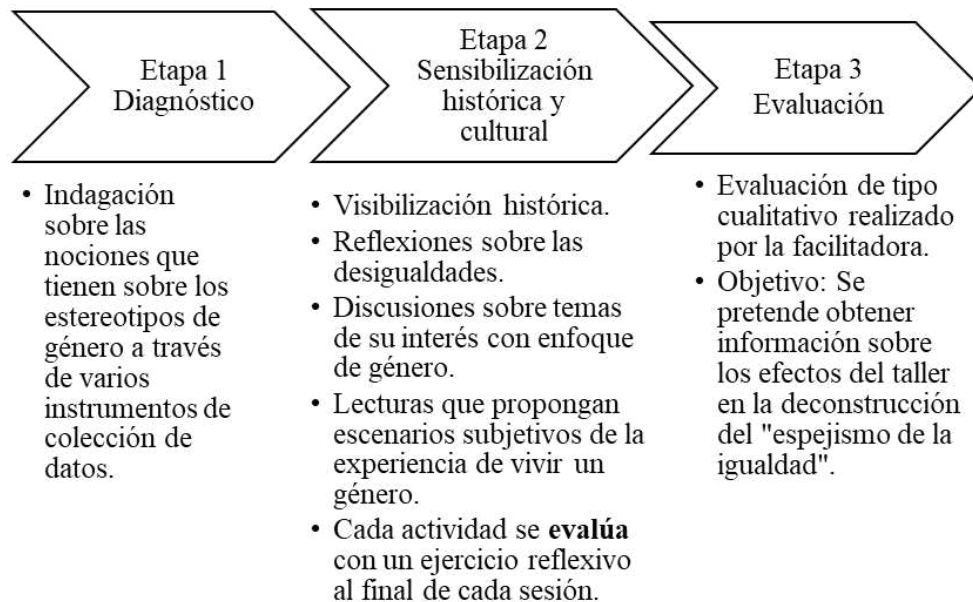 Etapa 1
Diagnóstico
• Indagación
sobre las
nociones que
tienen sobre los
estereotipos de
género a través
de varios
instrumentos de
colección de
datos.
Etapa 2
Sensibilización
histórica y
cultural
• Visibilización histórica.
• Reflexiones sobre las
desigualdades.
• Discusiones sobre temas
de su interés con enfoque
de género.
• Lecturas que propongan
escenarios subjetivos de la
experiencia de vivir un
género.
• Cada actividad se evalúa
con un ejercicio reflexivo
al final de cada sesión.
Etapa 3
Evaluación
• Evaluación de tipo
cualitativo realizado
por la facilitadora.
• Objetivo: Se
pretende obtener
información sobre
los efectos del taller
en la deconstrucción
del "espejismo de la
igualdad".